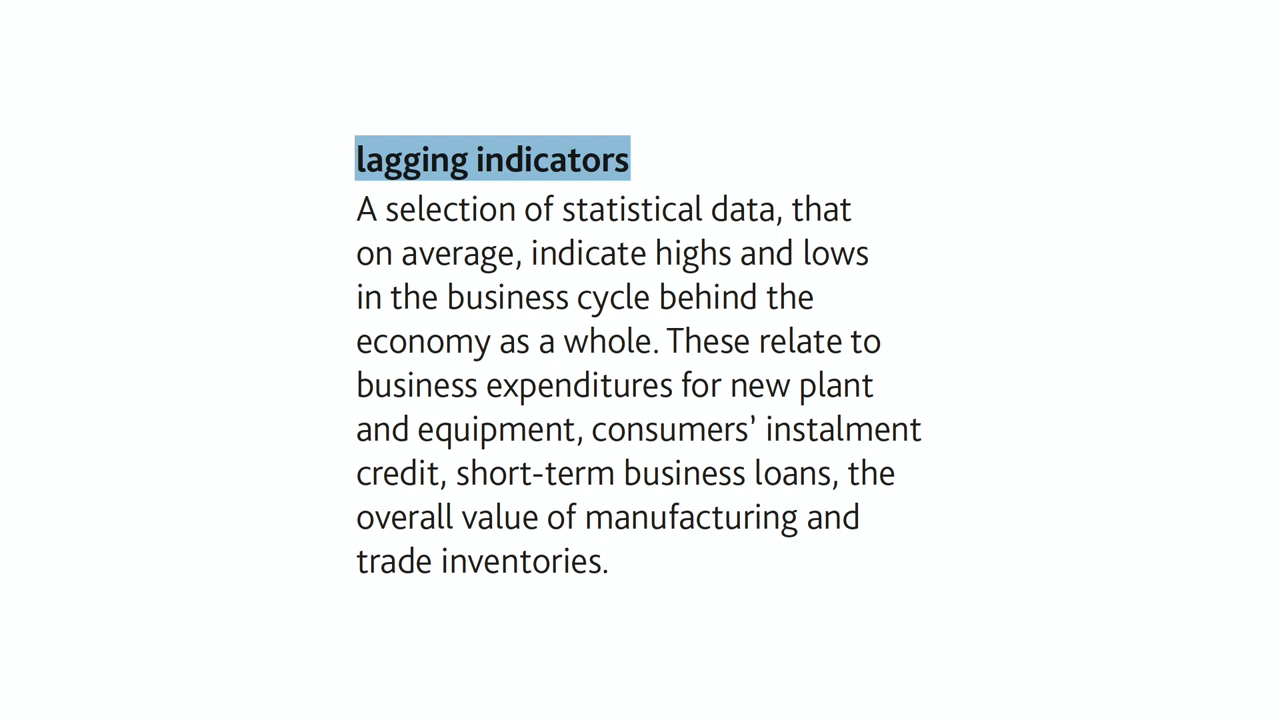 lagging indicators
A selection of statistical data, that
on average, indicate highs and lows
in the business cycle behind the
economy as a whole. These relate to
business expenditures for new plant
and equipment, consumers’ instalment
credit, short-term business loans, the
overall value of manufacturing and
trade inventories.